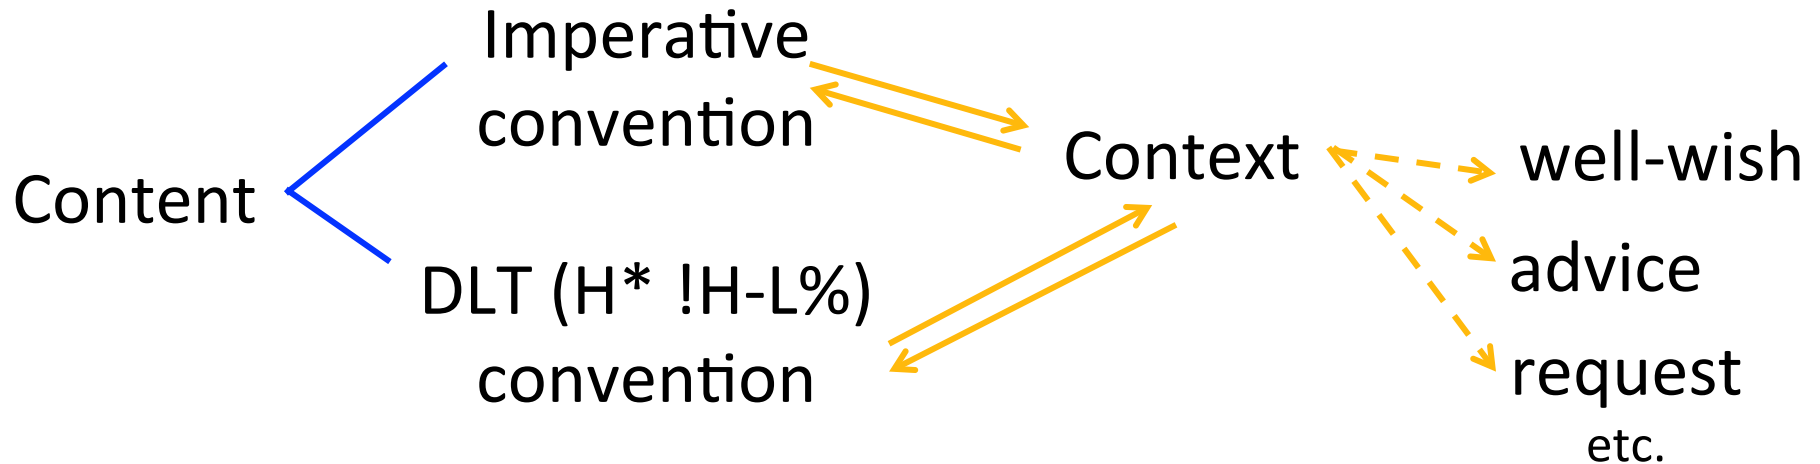 Content
Imperative
convention
DLT (H* !H-L%)
convention
Context
well-wish
advice
request
etc.